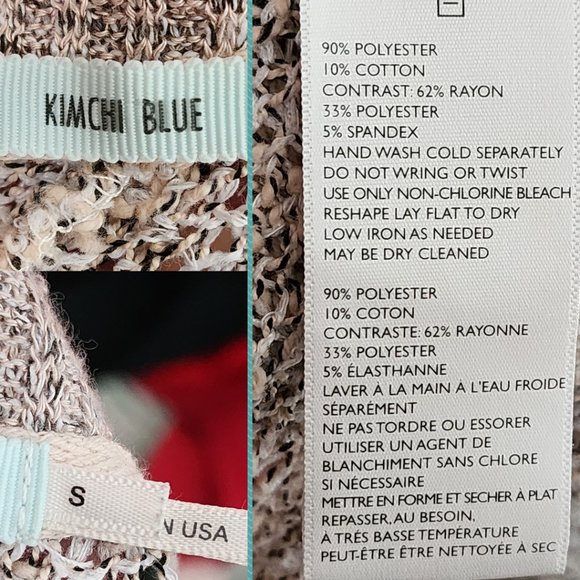 KIMCHI BLUE
S
N USA
90% POLYESTER
10% COTTON
CONTRAST: 62% RAYON
33% POLYESTER
5% SPANDEX
HAND WASH COLD SEPARATELY
DO NOT WRING OR TWIST
USE ONLY NON-CHLORINE BLEACH
RESHAPE LAY FLAT TO DRY
LOW IRON AS NEEDED
MAY BE DRY CLEANED
90% POLYESTER
10% COTON
CONTRASTE: 62% RAYONNE
33% POLYESTER
5% ÉLASTHANNE
LAVER À LA MAIN À L'EAU FROIDE
SÉPARÉMENT
NE PAS TORDRE OU ESSORER
UTILISER UN AGENT DE
BLANCHIMENT SANS CHLORE
SI NÉCESSAIRE
METTRE EN FORME ET SECHER À PLAT
REPASSER, AU BESOIN,
À TRÉS BASSE TEMPÉRATURE
PEUT-ÊTRE ÊTRE NETTOYÉE À SEC